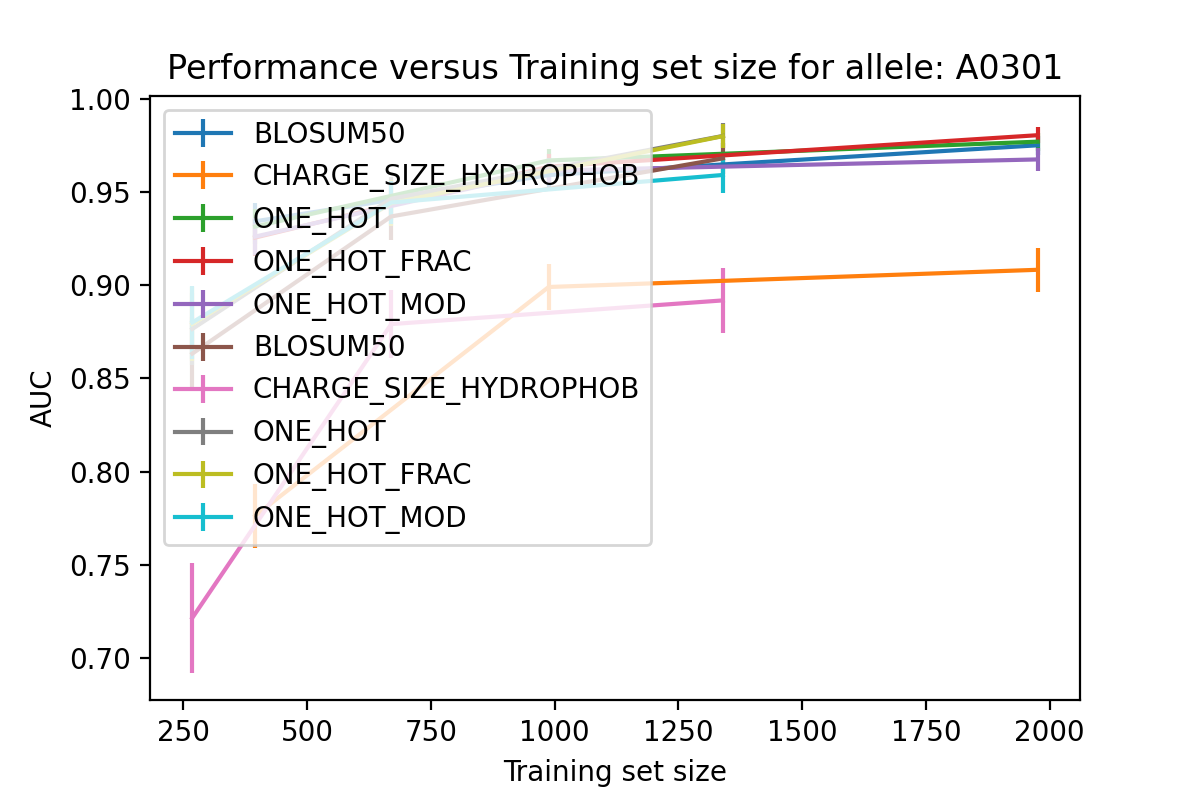 Performance versus Training set size for allele: A0301
1.00
0.95
0.90
0.85
0.80
0.75
0.70
AUC
BLOSUM50
CHARGE_SIZE_HYDROPHOB
ONE_HOT
ONE_HOT_FRAC
ONE_HOT_MOD
BLOSUM50
CHARGE_SIZE_HYDROPHOB
ONE_HOT
ONE_HOT_FRAC
ONE_HOT_MOD
250 500 750 1000 1250 1500 1750 2000
Training set size